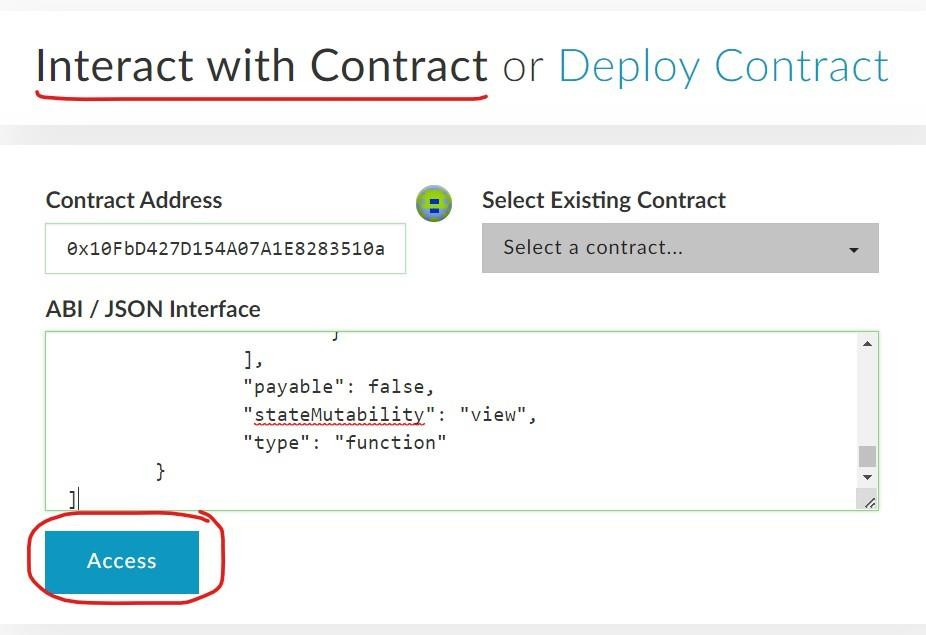 Interact with Contract or Deploy Contract
Contract Address
Select Existing Contract
0x10FbD427D154A07A1E8283510a
Select a contract...
ABI / JSON Interface
}
],
"payable": false,
"stateMutability": "view",
"type": "function"
}
]
Access